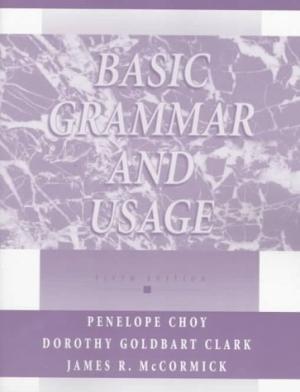 BASIC
GRAMMAR
AND
USAGE
FIFTH EDITION
PENELOPE CHOY
DOROTHY GOLDBART CLARK
JAMES R. McCORMICK